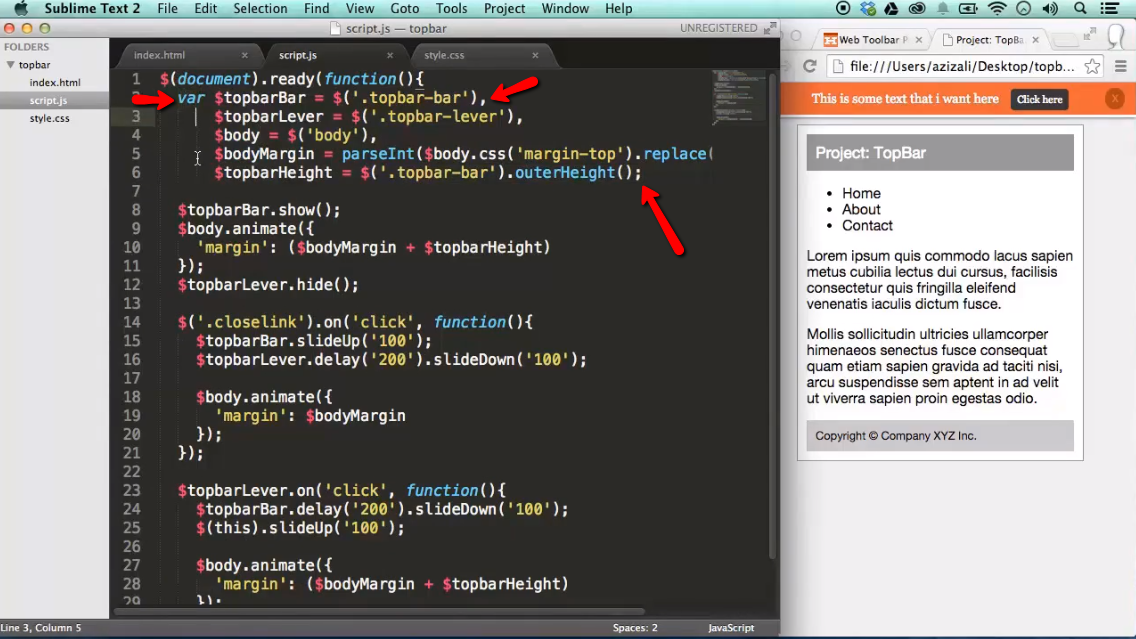 Sublime Text 2 File Edit Selection Find View Goto Tools Project Window Help
script.js — topbar
UNREGISTERED
FOLDERS
topbar
index.html
script.js
style.css
index.html × script.js × style.css ×
1 $(document).ready(function(){
2 var $topbarBar = $('.topbar-bar'),
3 $topbarLever = $('.topbar-lever'),
4 $body = $('body'),
5 $bodyMargin = parseInt($body.css('margin-top').replace(
6 $topbarHeight = $('.topbar-bar').outerHeight();
7
8 $topbarBar.show();
9 $body.animate({
10 'margin': ($bodyMargin + $topbarHeight)
11 });
12 $topbarLever.hide();
13
14 $('.closelink').on('click', function(){
15 $topbarBar.slideUp('100');
16 $topbarLever.delay('200').slideDown('100');
17
18 $body.animate({
19 'margin': $bodyMargin
20 });
21 });
22
23 $topbarLever.on('click', function(){
24 $topbarBar.delay('200').slideDown('100');
25 $(this).slideUp('100');
26
27 $body.animate({
28 'margin': ($bodyMargin + $topbarHeight)
29 });
Line 3, Column 5
Spaces: 2
JavaScript
Web Toolbar P × Project: TopBa ×
file:///Users/azizali/Desktop/topb...
This is some text that i want here Click here X
Project: TopBar
• Home
• About
• Contact
Lorem ipsum quis commodo lacus sapien
metus cubilia lectus dui cursus, facilisis
consectetur quis fringilla eleifend
venenatis iaculis dictum fusce.
Mollis sollicitudin ultricies ullamcorper
himenaeos senectus fusce consequat
quam etiam sapien gravida ad taciti nisi,
arcu suspendisse sem aptent in ad velit
ut viverra sapien proin egestas odio.
Copyright © Company XYZ Inc.